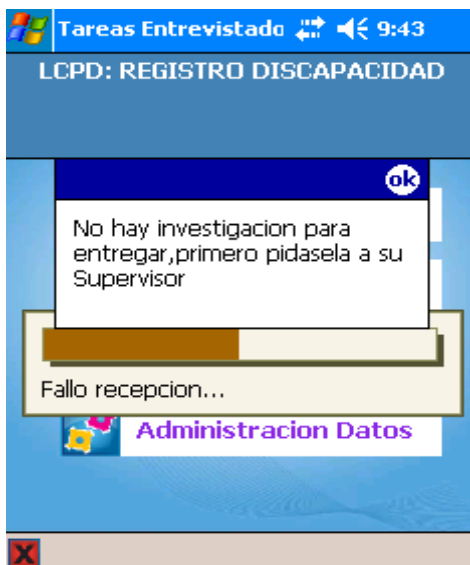 Tareas Entrevistado 9:43
LCPD: REGISTRO DISCAPACIDAD
ok
No hay investigacion para
entregar,primero pidasela a su
Supervisor
Fallo recepcion...
Administracion Datos